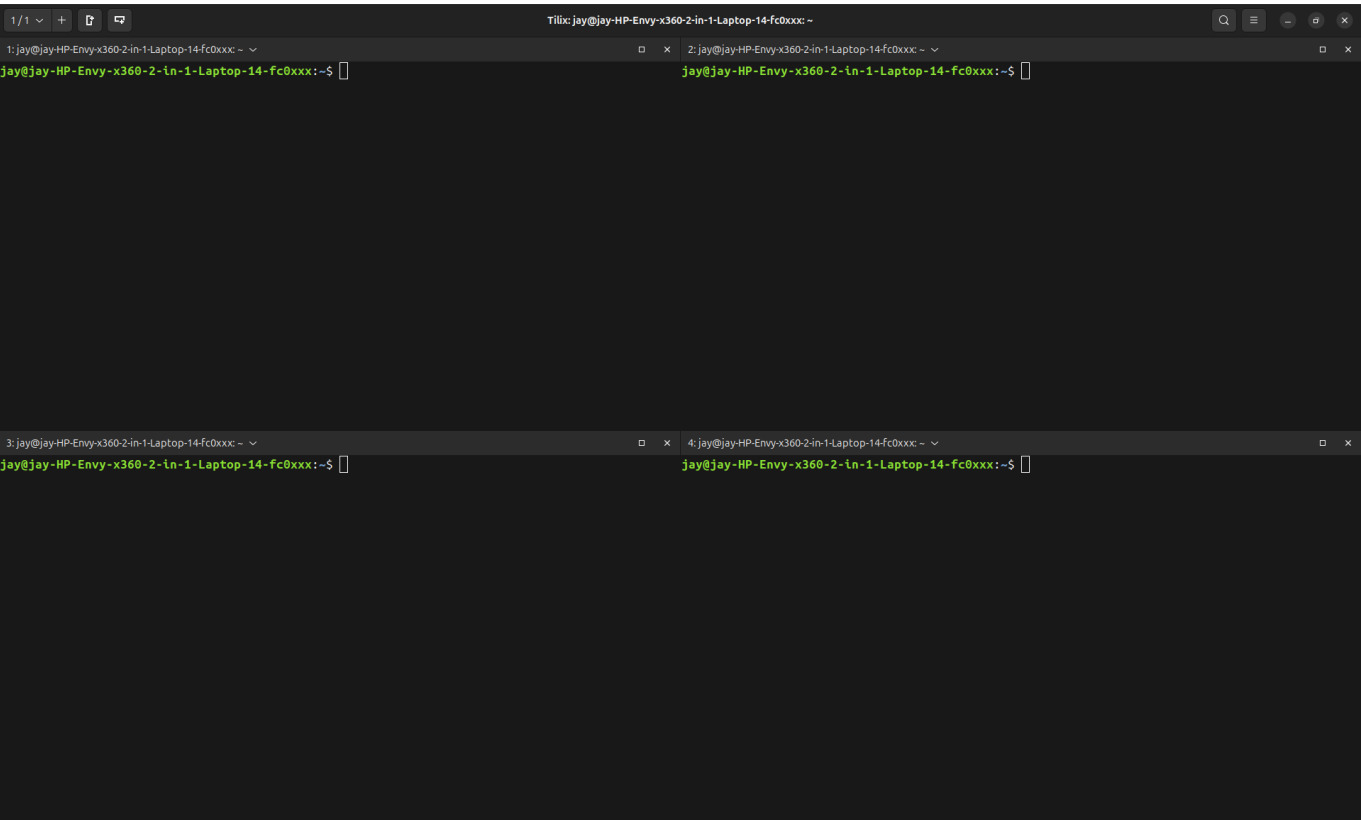 1 / 1
Tilix: jay@jay-HP-Envy-x360-2-in-1-Laptop-14-fc0xxx: ~
1: jay@jay-HP-Envy-x360-2-in-1-Laptop-14-fc0xxx: ~
2: jay@jay-HP-Envy-x360-2-in-1-Laptop-14-fc0xxx: ~
jay@jay-HP-Envy-x360-2-in-1-Laptop-14-fc0xxx:~$
jay@jay-HP-Envy-x360-2-in-1-Laptop-14-fc0xxx:~$
3: jay@jay-HP-Envy-x360-2-in-1-Laptop-14-fc0xxx: ~
4: jay@jay-HP-Envy-x360-2-in-1-Laptop-14-fc0xxx: ~
jay@jay-HP-Envy-x360-2-in-1-Laptop-14-fc0xxx:~$
jay@jay-HP-Envy-x360-2-in-1-Laptop-14-fc0xxx:~$